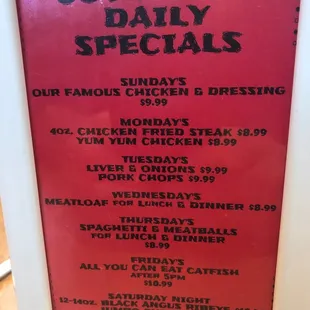 DAILY
SPECIALS
SUNDAY'S
OUR FAMOUS CHICKEN & DRESSING
$9.99
MONDAY'S
4OZ. CHICKEN FRIED STEAK $8.99
YUM YUM CHICKEN $8.99
TUESDAY'S
LIVER & ONIONS $9.99
PORK CHOPS $9.99
WEDNESDAY'S
MEATLOAF FOR LUNCH & DINNER $8.99
THURSDAY'S
SPAGHETTI & MEATBALLS
FOR LUNCH & DINNER
$8.99
FRIDAY'S
ALL YOU CAN EAT CATFISH
AFTER 5PM
$10.99
SATURDAY NIGHT
12-14OZ. BLACK ANGUS RIBEYE